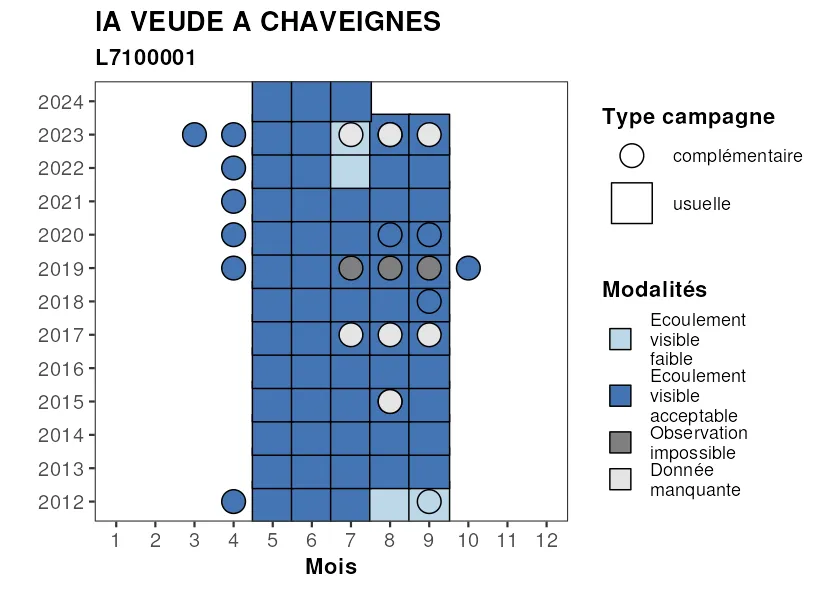 IA VEUDE A CHAVEIGNES
L7100001
2024
2023
2022
2021
2020
2019
2018
2017
2016
2015
2014
2013
2012
1 2 3 4 5 6 7 8 9 10 11 12
Mois
Type campagne
complémentaire
usuelle
Modalités
Ecoulement
visible
faible
Ecoulement
visible
acceptable
Observation
impossible
Donnée
manquante